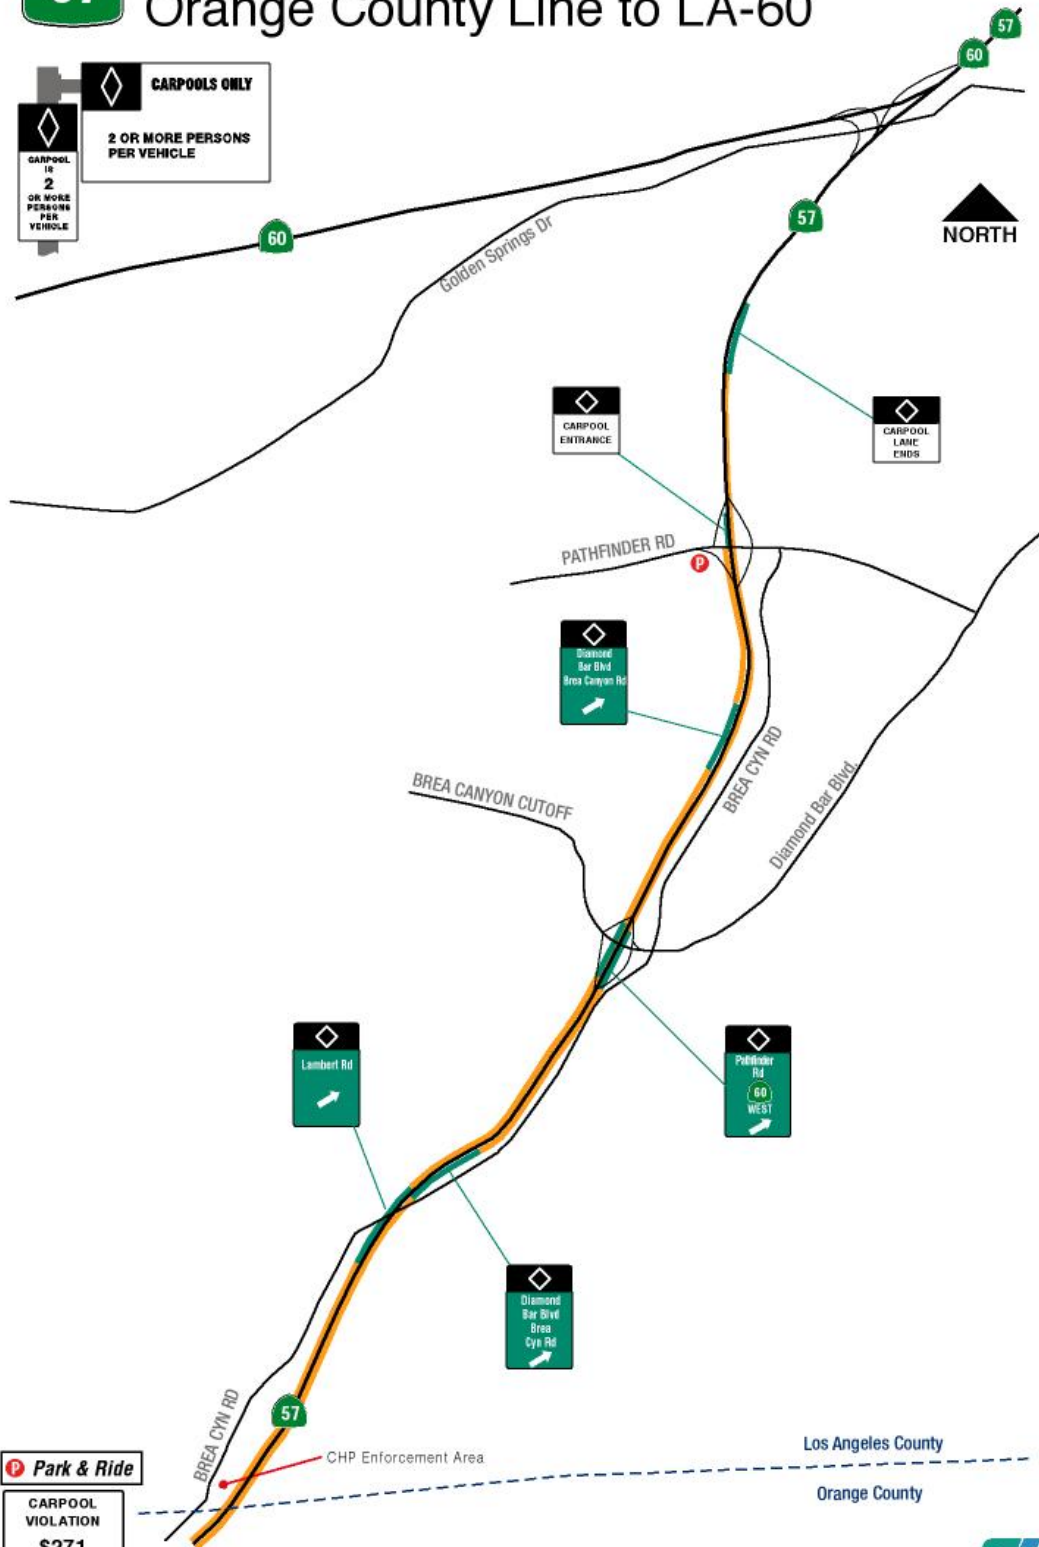 Orange County Line to LA-60
57
60
CARPOOLS ONLY
2 OR MORE PERSONS
PER VEHICLE
CARPOOL
IS
2
OR MORE
PERSONS
PER
VEHICLE
60
57
NORTH
Golden Springs Dr
CARPOOL
ENTRANCE
CARPOOL
LANE
ENDS
PATHFINDER RD
P
Diamond
Bar Blvd
Brea Canyon Rd
BREA CYN RD
Diamond Bar Blvd.
BREA CANYON CUTOFF
Lambert Rd
Pathfinder
Rd
60
WEST
Diamond
Bar Blvd
Brea
Cyn Rd
57
BREA CYN RD
CHP Enforcement Area
Los Angeles County
Orange County
P Park & Ride
CARPOOL
VIOLATION
$271